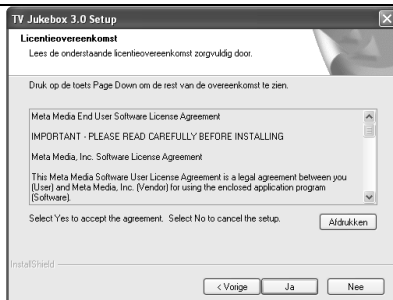 TV Jukebox 3.0 Setup
Licentieovereenkomst
Lees de onderstaande licentieovereenkomst zorgvuldig door.
Druk op de toets Page Down om de rest van de overeenkomst te zien.
Meta Media End User Software License Agreement
IMPORTANT - PLEASE READ CAREFULLY BEFORE INSTALLING
Meta Media, Inc. Software License Agreement
This Meta Media Software User License Agreement is a legal agreement between you
(User) and Meta Media, Inc. (Vendor) for using the enclosed application program
(Software).
Select Yes to accept the agreement. Select No to cancel the setup.
Afdrukken
InstallShield
< Vorige
Ja
Nee